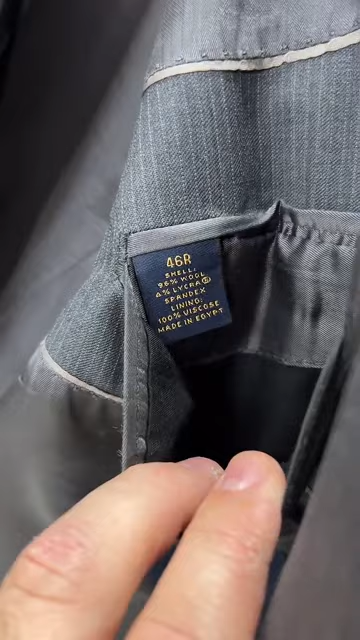 46R
SHELL:
96% WOOL
4% LYCRA®
SPANDEX
LINING:
100% VISCOSE
MADE IN EGYPT